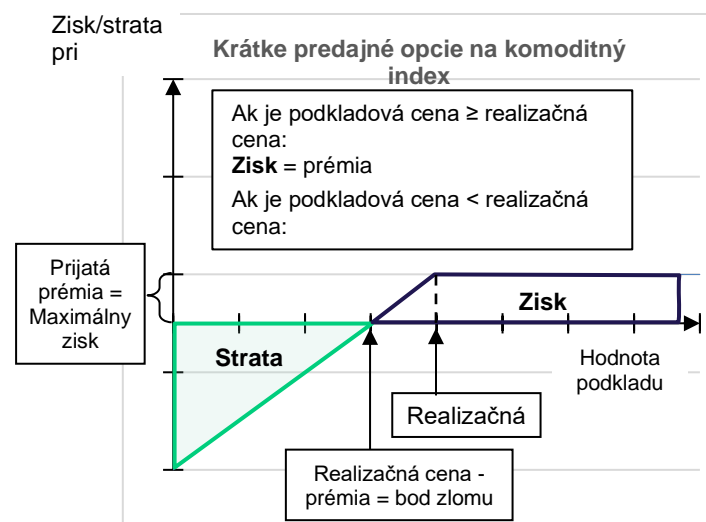 Zisk/strata
pri
Krátke predajné opcie na komoditný
index
Ak je podkladová cena ≥ realizačná
cena:
Zisk = prémia
Ak je podkladová cena < realizačná
cena:
Prijatá
prémia =
Maximálny
zisk
Zisk
Strata
Hodnota
podkladu
Realizačná
Realizačná cena -
prémia = bod zlomu